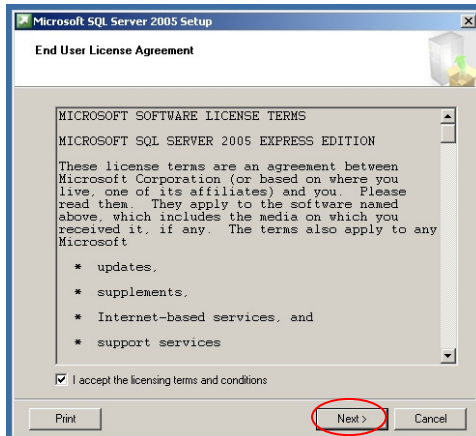 Microsoft SQL Server 2005 Setup
End User License Agreement
MICROSOFT SOFTWARE LICENSE TERMS
MICROSOFT SQL SERVER 2005 EXPRESS EDITION
These license terms are an agreement between
Microsoft Corporation (or based on where you
live, one of its affiliates) and you.  Please
read them.  They apply to the software named
above, which includes the media on which you
received it, if any.  The terms also apply to any
Microsoft
* updates,
* supplements,
* Internet-based services, and
* support services
I accept the licensing terms and conditions
Print
Next >
Cancel